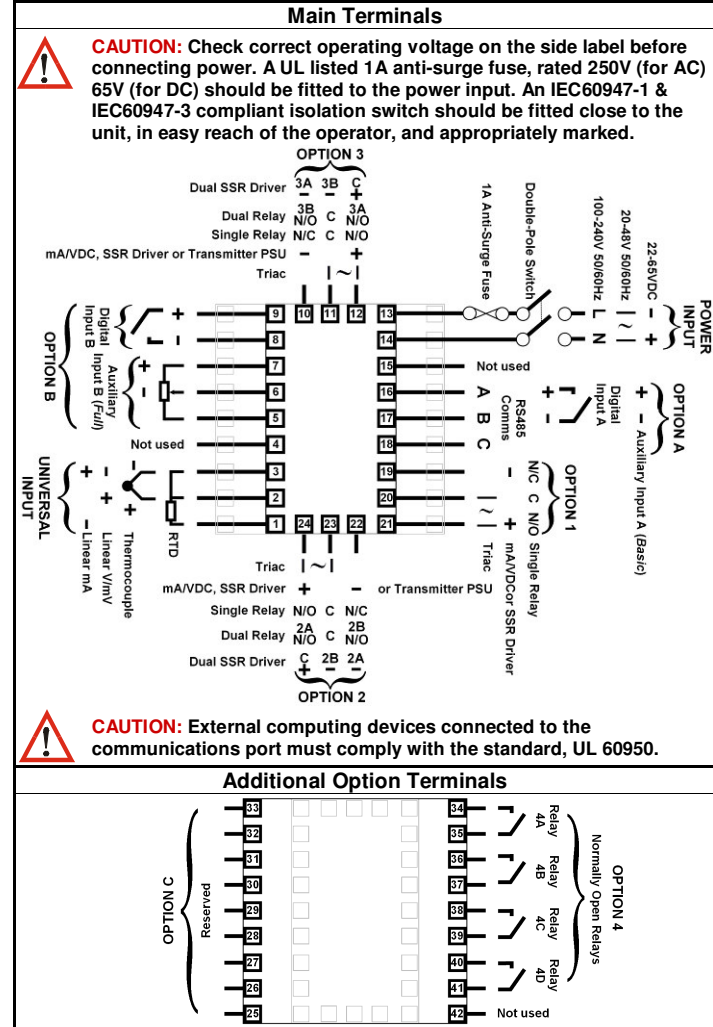 Main Terminals
CAUTION: Check correct operating voltage on the side label before
connecting power. A UL listed 1A anti-surge fuse, rated 250V (for AC)
65V (for DC) should be fitted to the power input. An IEC60947-1 &
IEC60947-3 compliant isolation switch should be fitted close to the
unit, in easy reach of the operator, and appropriately marked.
OPTION 3
Dual SSR Driver 3A 3B C
− − +
Dual Relay 3B N/O C 3A N/O
Single Relay N/C C N/O
mA/VDC, SSR Driver or Transmitter PSU − +
Triac | ~ |
1A Anti-Surge Fuse
Double-Pole Switch
100-240V 50/60Hz L N
20-48V 50/60Hz | ~ |
22-65VDC − +
POWER INPUT
9 10 11 12 13
8 14
7 15 Not used
6 16 A
5 17 B
4 18 C
3 19
2 20
1 24 23 22 21
OPTION B
Digital Input B + −
Auxiliary Input B (Full) + −
Not used
UNIVERSAL INPUT
+ − Linear mA
− + Linear V/mV
− + Thermocouple
RTD
RS485 Comms
+ − Digital Input A
+ − Auxiliary Input A (Basic)
OPTION A
OPTION 1
N/C C N/O Single Relay
− + mA/VDCor SSR Driver
| ~ | Triac
Triac | ~ |
mA/VDC, SSR Driver + − or Transmitter PSU
Single Relay N/O C N/C
Dual Relay 2A N/O C 2B N/O
Dual SSR Driver C 2B 2A
+ − −
OPTION 2
CAUTION: External computing devices connected to the
communications port must comply with the standard, UL 60950.
Additional Option Terminals
33 34
32 35
31 36
30 37
29 38
28 39
27 40
26 41
25 42 Not used
OPTION C
Reserved
Relay 4A
Relay 4B
Relay 4C
Relay 4D
Normally Open Relays
OPTION 4